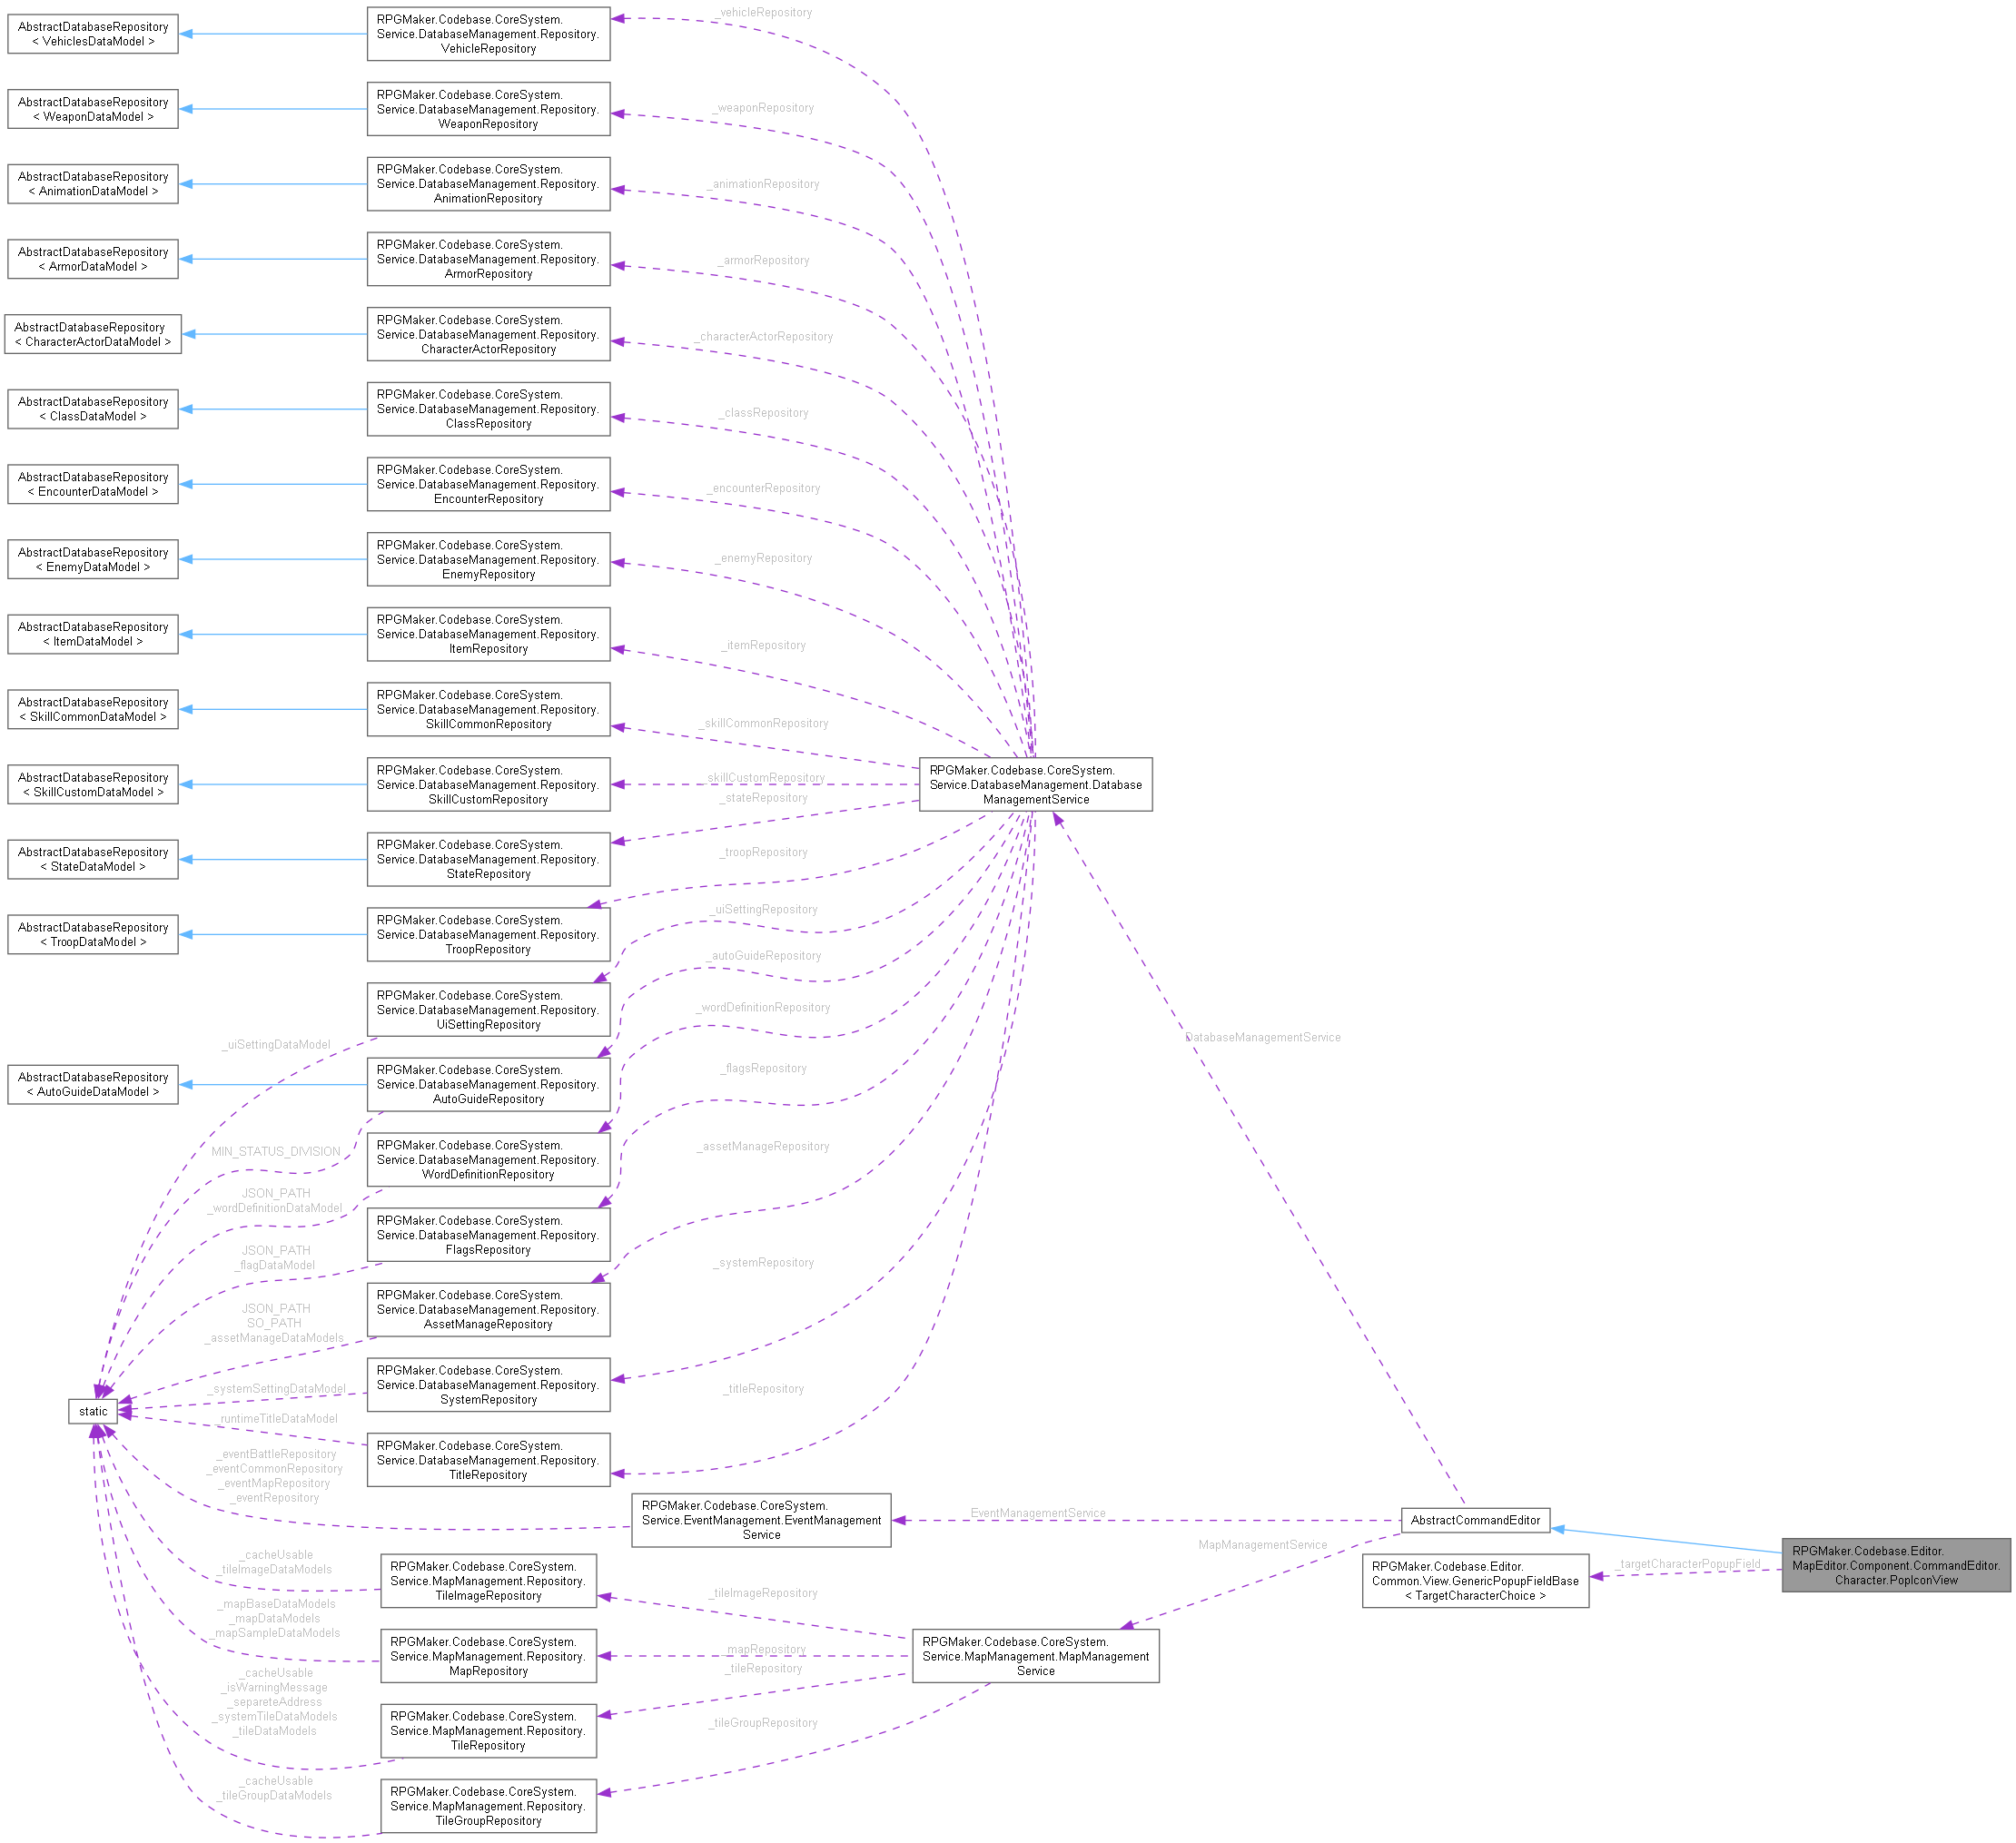 AbstractDatabaseRepository
< VehiclesDataModel >
RPGMaker.Codebase.CoreSystem.
Service.DatabaseManagement.Repository.
VehicleRepository
_vehicleRepository
AbstractDatabaseRepository
< WeaponDataModel >
RPGMaker.Codebase.CoreSystem.
Service.DatabaseManagement.Repository.
WeaponRepository
_weaponRepository
AbstractDatabaseRepository
< AnimationDataModel >
RPGMaker.Codebase.CoreSystem.
Service.DatabaseManagement.Repository.
AnimationRepository
_animationRepository
AbstractDatabaseRepository
< ArmorDataModel >
RPGMaker.Codebase.CoreSystem.
Service.DatabaseManagement.Repository.
ArmorRepository
_armorRepository
AbstractDatabaseRepository
< CharacterActorDataModel >
RPGMaker.Codebase.CoreSystem.
Service.DatabaseManagement.Repository.
CharacterActorRepository
_characterActorRepository
AbstractDatabaseRepository
< ClassDataModel >
RPGMaker.Codebase.CoreSystem.
Service.DatabaseManagement.Repository.
ClassRepository
_classRepository
AbstractDatabaseRepository
< EncounterDataModel >
RPGMaker.Codebase.CoreSystem.
Service.DatabaseManagement.Repository.
EncounterRepository
_encounterRepository
AbstractDatabaseRepository
< EnemyDataModel >
RPGMaker.Codebase.CoreSystem.
Service.DatabaseManagement.Repository.
EnemyRepository
_enemyRepository
AbstractDatabaseRepository
< ItemDataModel >
RPGMaker.Codebase.CoreSystem.
Service.DatabaseManagement.Repository.
ItemRepository
_itemRepository
AbstractDatabaseRepository
< SkillCommonDataModel >
RPGMaker.Codebase.CoreSystem.
Service.DatabaseManagement.Repository.
SkillCommonRepository
_skillCommonRepository
AbstractDatabaseRepository
< SkillCustomDataModel >
RPGMaker.Codebase.CoreSystem.
Service.DatabaseManagement.Repository.
SkillCustomRepository
_skillCustomRepository
RPGMaker.Codebase.CoreSystem.
Service.DatabaseManagement.Database
ManagementService
AbstractDatabaseRepository
< StateDataModel >
RPGMaker.Codebase.CoreSystem.
Service.DatabaseManagement.Repository.
StateRepository
_stateRepository
AbstractDatabaseRepository
< TroopDataModel >
RPGMaker.Codebase.CoreSystem.
Service.DatabaseManagement.Repository.
TroopRepository
_troopRepository
RPGMaker.Codebase.CoreSystem.
Service.DatabaseManagement.Repository.
UiSettingRepository
_uiSettingRepository
_uiSettingDataModel
AbstractDatabaseRepository
< AutoGuideDataModel >
RPGMaker.Codebase.CoreSystem.
Service.DatabaseManagement.Repository.
AutoGuideRepository
_autoGuideRepository
MIN_STATUS_DIVISION
RPGMaker.Codebase.CoreSystem.
Service.DatabaseManagement.Repository.
WordDefinitionRepository
_wordDefinitionRepository
JSON_PATH
_wordDefinitionDataModel
RPGMaker.Codebase.CoreSystem.
Service.DatabaseManagement.Repository.
FlagsRepository
_flagsRepository
JSON_PATH
_flagDataModel
RPGMaker.Codebase.CoreSystem.
Service.DatabaseManagement.Repository.
AssetManageRepository
_assetManageRepository
JSON_PATH
SO_PATH
_assetManageDataModels
RPGMaker.Codebase.CoreSystem.
Service.DatabaseManagement.Repository.
SystemRepository
_systemRepository
_systemSettingDataModel
static
RPGMaker.Codebase.CoreSystem.
Service.DatabaseManagement.Repository.
TitleRepository
_titleRepository
_runtimeTitleDataModel
DatabaseManagementService
_eventBattleRepository
_eventCommonRepository
_eventMapRepository
_eventRepository
RPGMaker.Codebase.CoreSystem.
Service.EventManagement.EventManagement
Service
EventManagementService
AbstractCommandEditor
MapManagementService
RPGMaker.Codebase.Editor.
MapEditor.Component.CommandEditor.
Character.PopIconView
_targetCharacterPopupField
RPGMaker.Codebase.Editor.
Common.View.GenericPopupFieldBase
< TargetCharacterChoice >
_cacheUsable
_tileImageDataModels
RPGMaker.Codebase.CoreSystem.
Service.MapManagement.Repository.
TileImageRepository
_tileImageRepository
_mapBaseDataModels
_mapDataModels
_mapSampleDataModels
RPGMaker.Codebase.CoreSystem.
Service.MapManagement.Repository.
MapRepository
_mapRepository
RPGMaker.Codebase.CoreSystem.
Service.MapManagement.MapManagement
Service
_cacheUsable
_isWarningMessage
_separeteAddress
_systemTileDataModels
_tileDataModels
RPGMaker.Codebase.CoreSystem.
Service.MapManagement.Repository.
TileRepository
_tileRepository
_cacheUsable
_tileGroupDataModels
RPGMaker.Codebase.CoreSystem.
Service.MapManagement.Repository.
TileGroupRepository
_tileGroupRepository